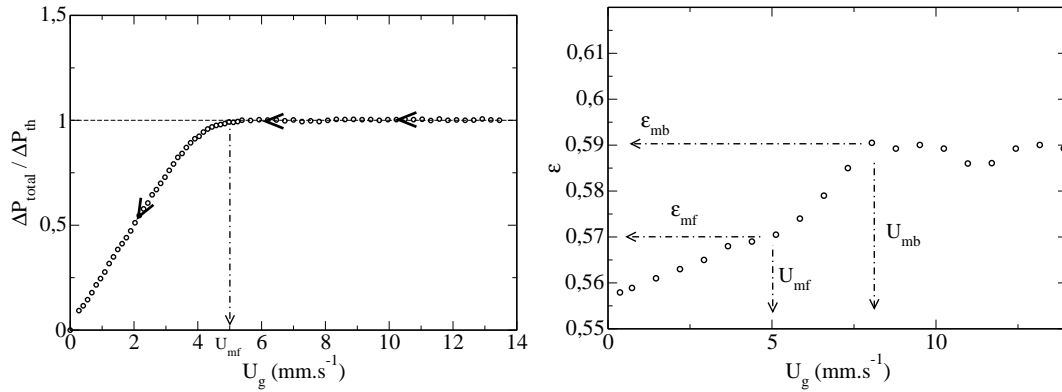 1,5
1
0,5
0
ΔP_total / ΔP_th
0 2 4 6 8 10 12 14
U_mf
U_g (mm.s⁻¹)
0,61
0,6
0,59
0,58
0,57
0,56
0,55
ε
ε_mb
ε_mf
U_mb
U_mf
0 5 10
U_g (mm.s⁻¹)